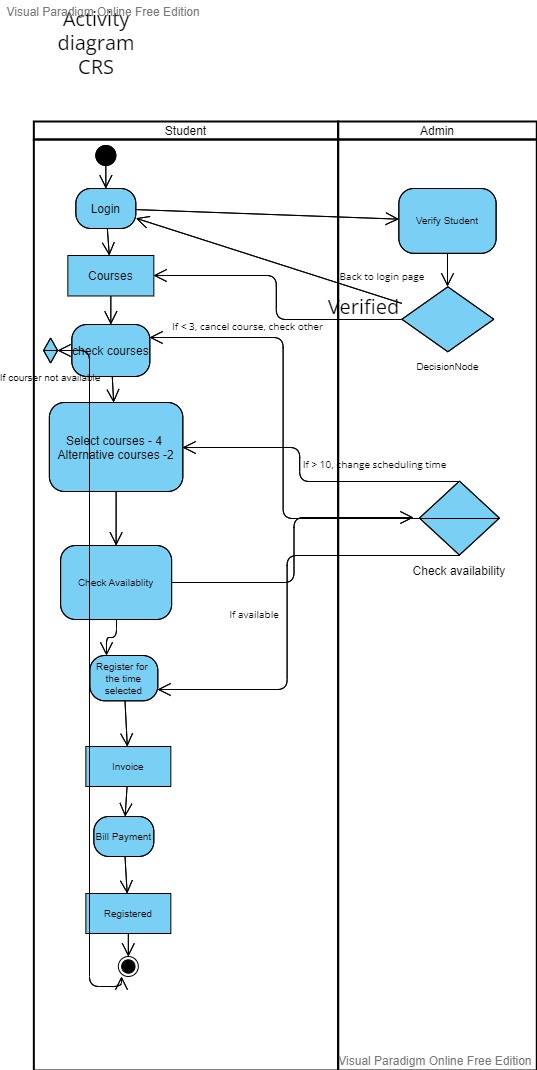 Visual Paradigm Online Free Edition
Activity
diagram
CRS
Student
Admin
Login
Verify Student
Courses
Back to login page
Verified
If < 3, cancel course, check other
check courses
DecisionNode
If courser not available
Select courses - 4
Alternative courses -2
If > 10, change scheduling time
Check availability
Check Availablity
If available
Register for
the time
selected
Invoice
Bill Payment
Registered
Visual Paradigm Online Free Edition